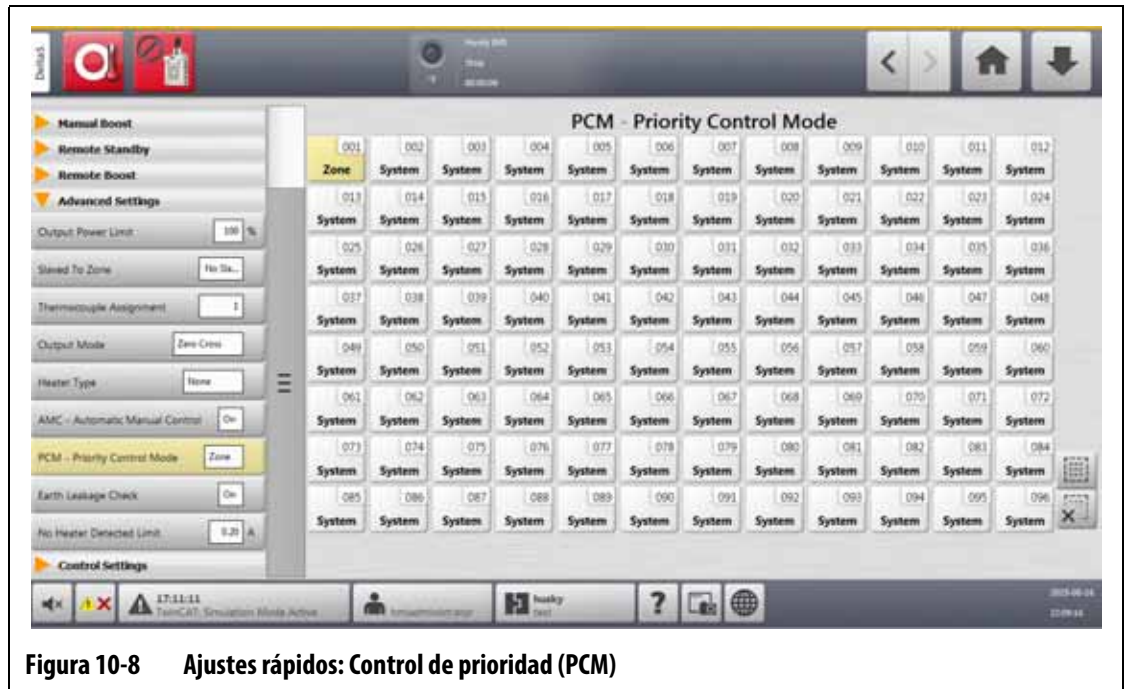 DeltaS
Manual Boost
Remote Standby
Remote Boost
Advanced Settings
Output Power Limit 100 %
Slaved To Zone No Sla...
Thermocouple Assignment 1
Output Mode Zero Cross
Heater Type None
AMC - Automatic Manual Control On
PCM - Priority Control Mode Zone
Earth Leakage Check On
No Heater Detected Limit 0.20 A
Control Settings
PCM - Priority Control Mode
001 002 003 004 005 006 007 008 009 010 011 012
Zone System System System System System System System System System System System
013 014 015 016 017 018 019 020 021 022 023 024
System System System System System System System System System System System System
025 026 027 028 029 030 031 032 033 034 035 036
System System System System System System System System System System System System
037 038 039 040 041 042 043 044 045 046 047 048
System System System System System System System System System System System System
049 050 051 052 053 054 055 056 057 058 059 060
System System System System System System System System System System System System
061 062 063 064 065 066 067 068 069 070 071 072
System System System System System System System System System System System System
073 074 075 076 077 078 079 080 081 082 083 084
System System System System System System System System System System System System
085 086 087 088 089 090 091 092 093 094 095 096
System System System System System System System System System System System System
17:11:11
TwinCAT: Simulation Mode Active
husky
test
?
Figura 10-8 Ajustes rápidos: Control de prioridad (PCM)